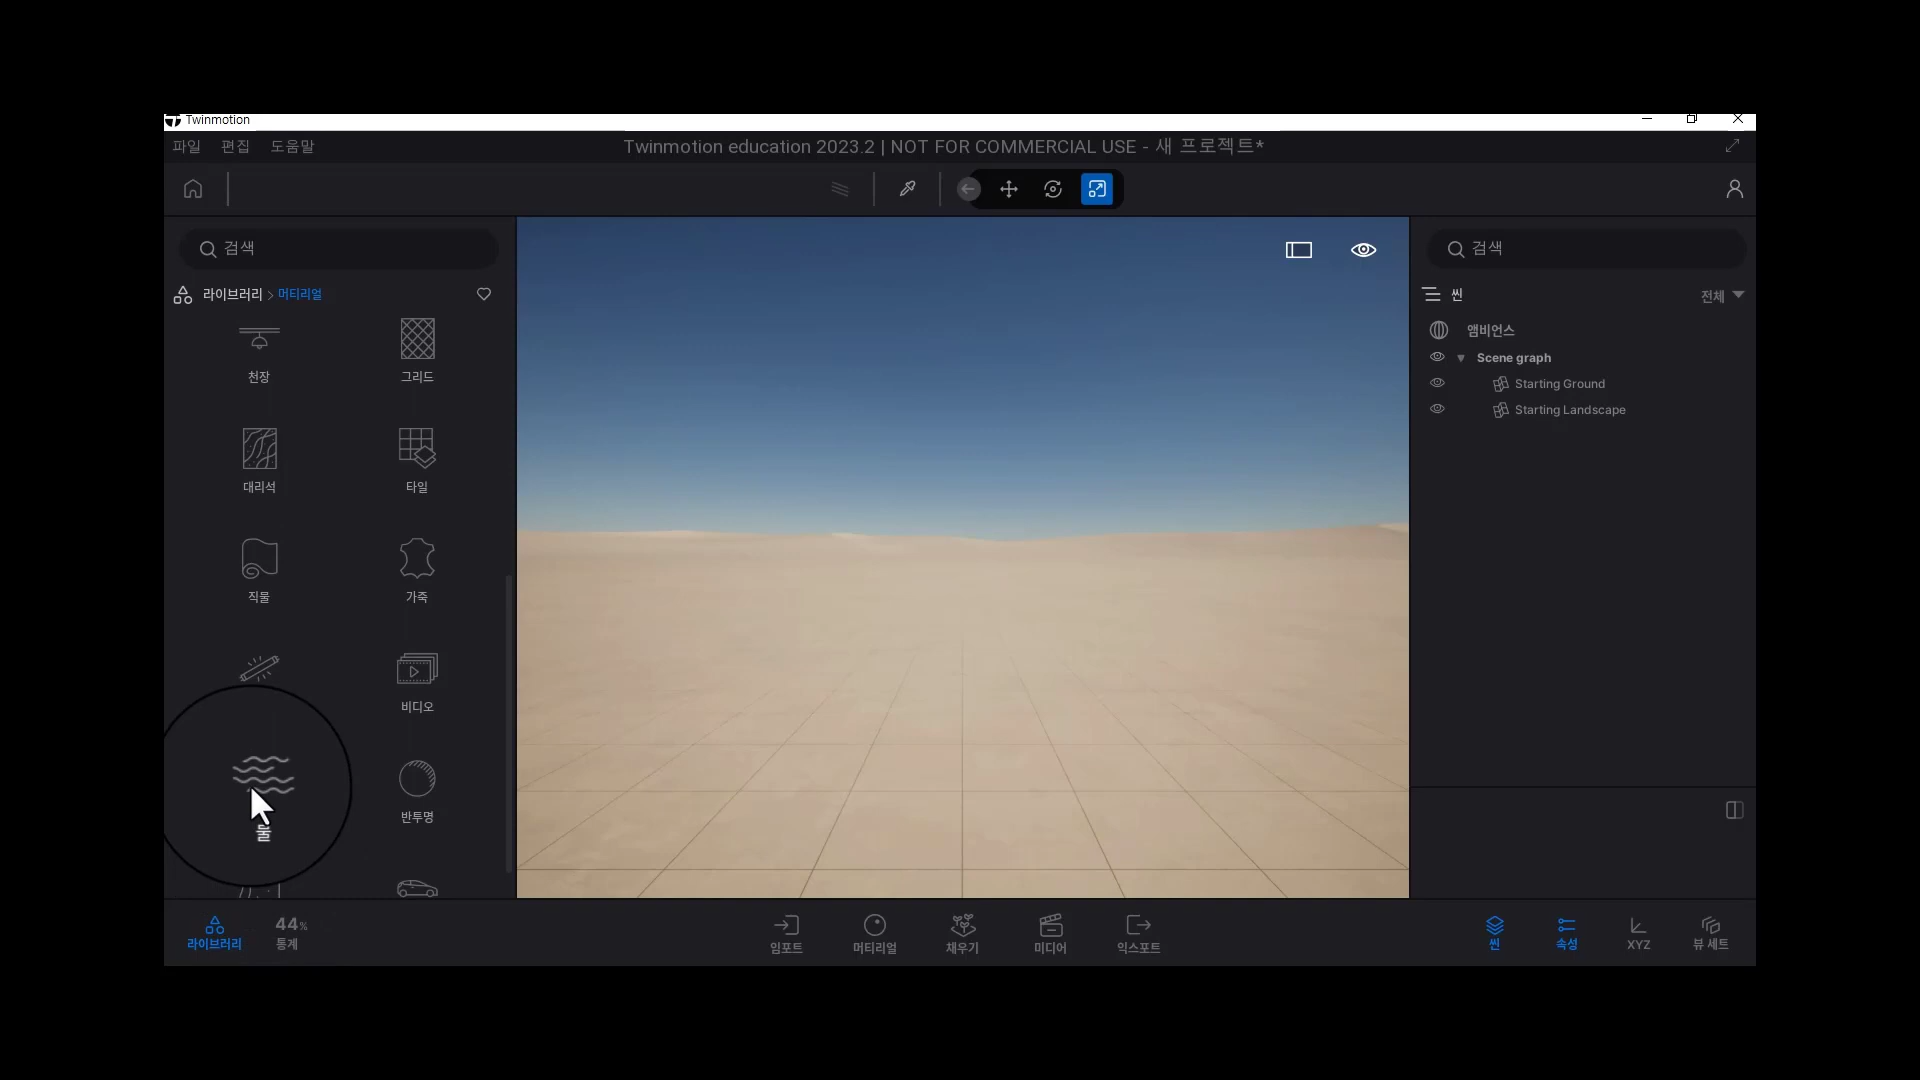 Twinmotion
파일 편집 도움말
Twinmotion education 2023.2 | NOT FOR COMMERCIAL USE - 새 프로젝트*
검색
라이브러리 > 머티리얼
천장 그리드
대리석 타일
직물 가죽
비디오
물 반투명
검색
씬 전체
앰비언스
Scene graph
Starting Ground
Starting Landscape
라이브러리
44%
통계
임포트 머티리얼 채우기 미디어 익스포트
씬 속성 XYZ 뷰 세트